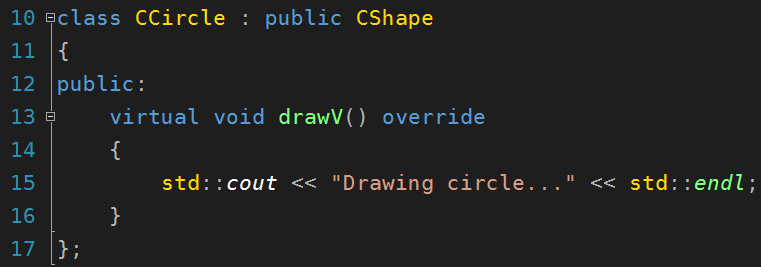 10 class CCircle : public CShape
11 {
12 public:
13     virtual void drawV() override
14     {
15         std::cout << "Drawing circle..." << std::endl;
16     }
17 };